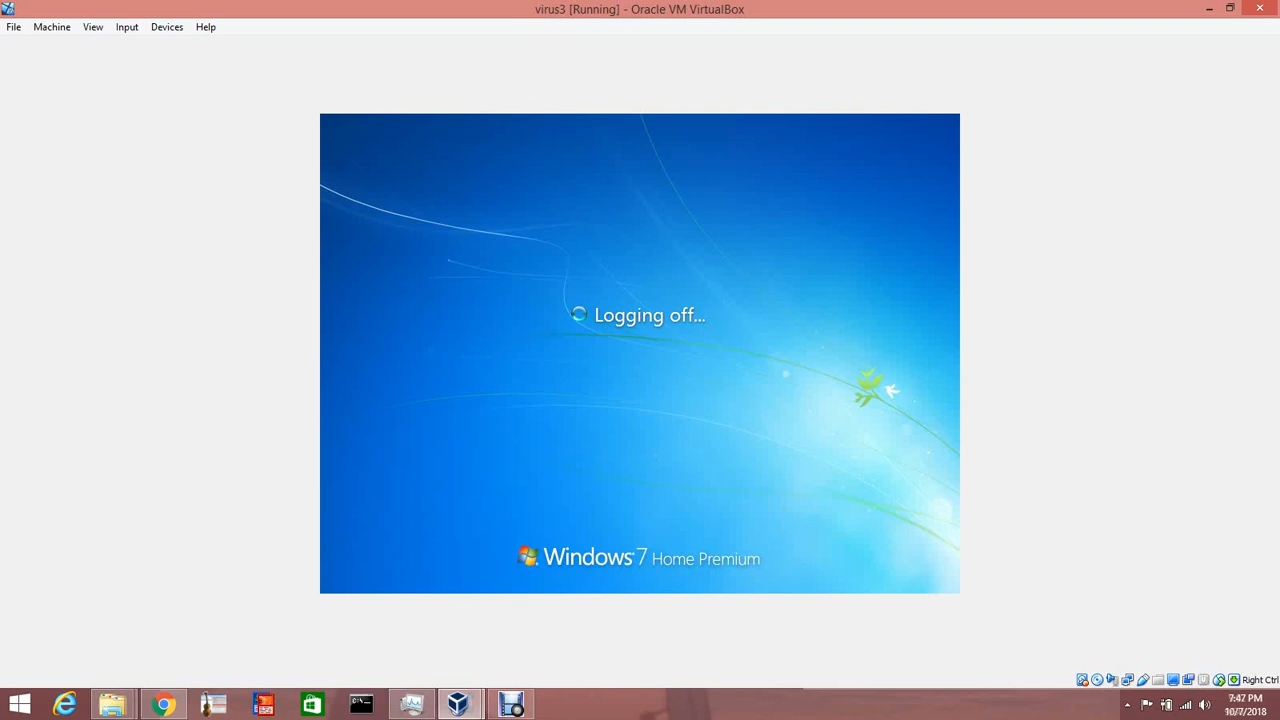 virus3 [Running] - Oracle VM VirtualBox
File Machine View Input Devices Help
Logging off...
Windows 7 Home Premium
Right Ctrl
7:47 PM
10/7/2018